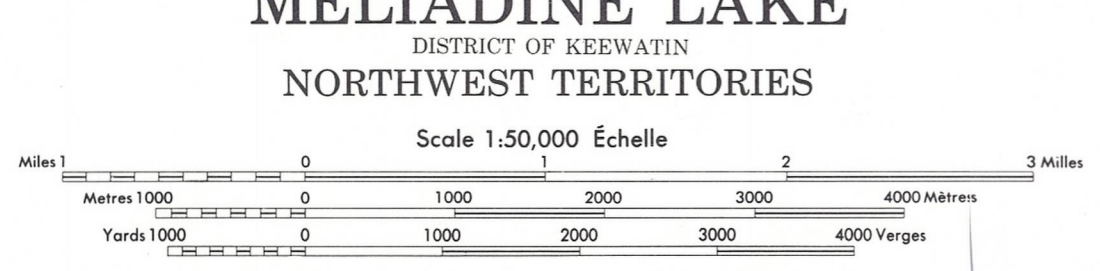 MELIADINE LAKE
DISTRICT OF KEEWATIN
NORTHWEST TERRITORIES
Scale 1:50,000 Échelle
Miles 1 0 1 2 3 Milles
Metres 1000 0 1000 2000 3000 4000 Mètres
Yards 1000 0 1000 2000 3000 4000 Verges